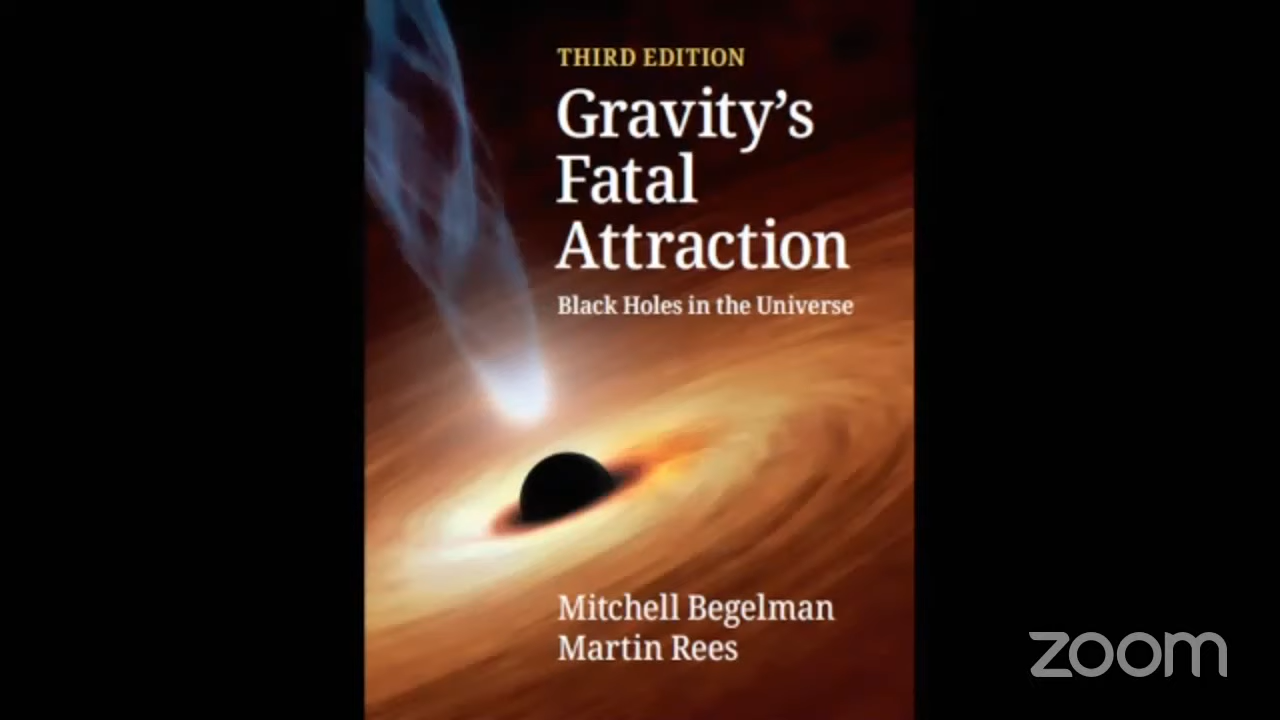 THIRD EDITION
Gravity’s
Fatal
Attraction
Black Holes in the Universe
Mitchell Begelman
Martin Rees
zoom